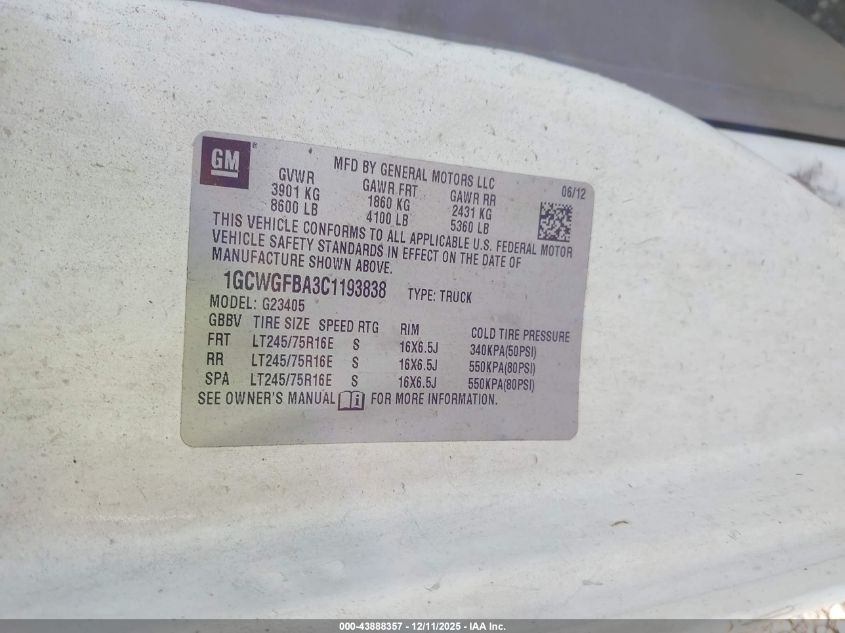 GM ®
MFD BY GENERAL MOTORS LLC
06/12
GVWR GAWR FRT GAWR RR
3901 KG 1860 KG 2431 KG
8600 LB 4100 LB 5360 LB
THIS VEHICLE CONFORMS TO ALL APPLICABLE U.S. FEDERAL MOTOR
VEHICLE SAFETY STANDARDS IN EFFECT ON THE DATE OF
MANUFACTURE SHOWN ABOVE.
1GCWGFBA3C1193838 TYPE: TRUCK
MODEL: G23405
GBBV TIRE SIZE SPEED RTG RIM COLD TIRE PRESSURE
FRT LT245/75R16E S 16X6.5J 340KPA(50PSI)
RR LT245/75R16E S 16X6.5J 550KPA(80PSI)
SPA LT245/75R16E S 16X6.5J 550KPA(80PSI)
SEE OWNER'S MANUAL FOR MORE INFORMATION.
000-43888357 - 12/11/2025 - IAA Inc.